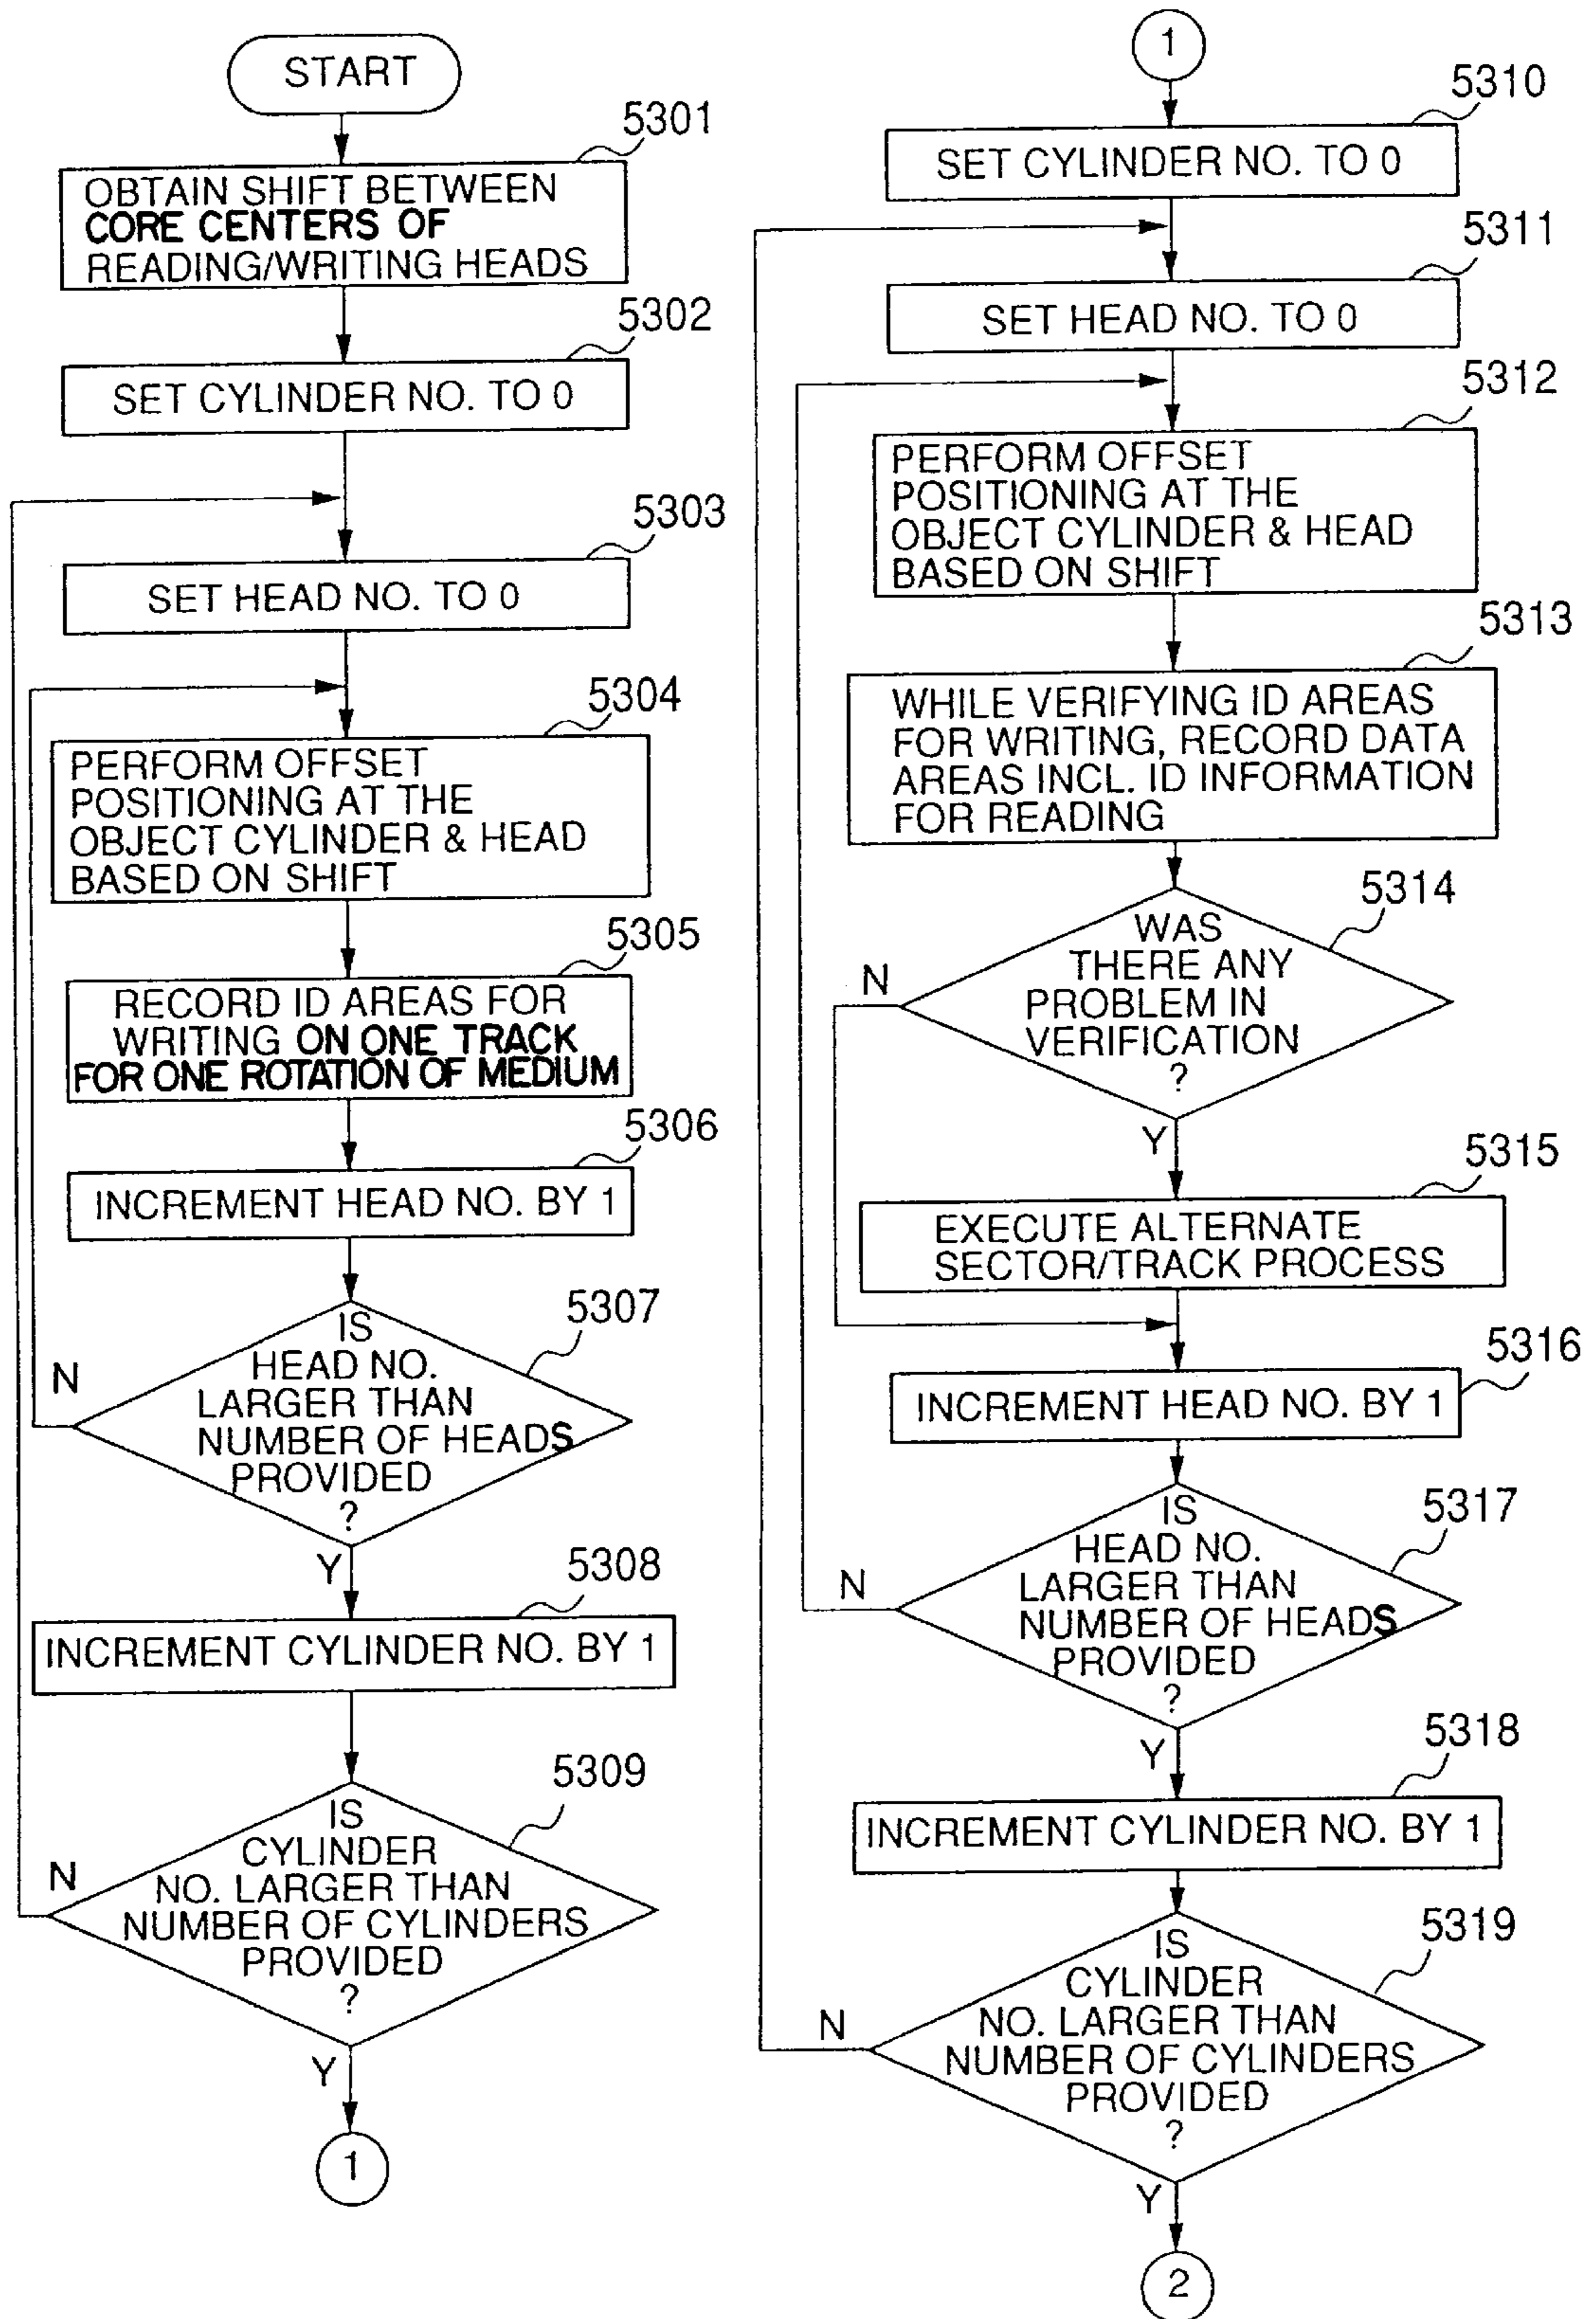 START
5301
OBTAIN SHIFT BETWEEN
CORE CENTERS OF
READING/WRITING HEADS
5302
SET CYLINDER NO. TO 0
5303
SET HEAD NO. TO 0
5304
PERFORM OFFSET
POSITIONING AT THE
OBJECT CYLINDER & HEAD
BASED ON SHIFT
5305
RECORD ID AREAS FOR
WRITING ON ONE TRACK
FOR ONE ROTATION OF MEDIUM
5306
INCREMENT HEAD NO. BY 1
5307
IS
HEAD NO.
LARGER THAN
NUMBER OF HEADS
PROVIDED
?
N
Y
5308
INCREMENT CYLINDER NO. BY 1
5309
IS
CYLINDER
NO. LARGER THAN
NUMBER OF CYLINDERS
PROVIDED
?
N
Y
1
1
5310
SET CYLINDER NO. TO 0
5311
SET HEAD NO. TO 0
5312
PERFORM OFFSET
POSITIONING AT THE
OBJECT CYLINDER & HEAD
BASED ON SHIFT
5313
WHILE VERIFYING ID AREAS
FOR WRITING, RECORD DATA
AREAS INCL. ID INFORMATION
FOR READING
5314
WAS
THERE ANY
PROBLEM IN
VERIFICATION
?
N
Y
5315
EXECUTE ALTERNATE
SECTOR/TRACK PROCESS
5316
INCREMENT HEAD NO. BY 1
5317
IS
HEAD NO.
LARGER THAN
NUMBER OF HEADS
PROVIDED
?
N
Y
5318
INCREMENT CYLINDER NO. BY 1
5319
IS
CYLINDER
NO. LARGER THAN
NUMBER OF CYLINDERS
PROVIDED
?
N
Y
2